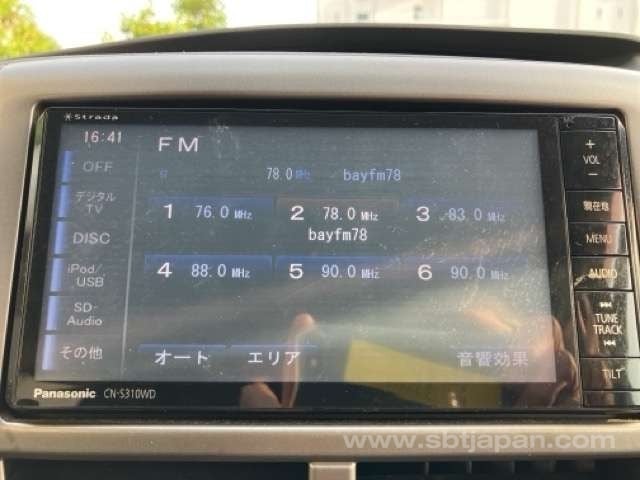 Strada
16:41
FM
OFF
78.0 MHz bayfm78
デジタル
TV
1 76.0 MHz
2 78.0 MHz
bayfm78
3 83.0 MHz
DISC
4 88.0 MHz
5 90.0 MHz
6 90.0 MHz
iPod/
USB
SD-
Audio
その他
オート
エリア
音響効果
+
VOL
−
現在地
MENU
AUDIO
TUNE
TRACK
TILT
Panasonic CN-S310WD
www.sbtjapan.com